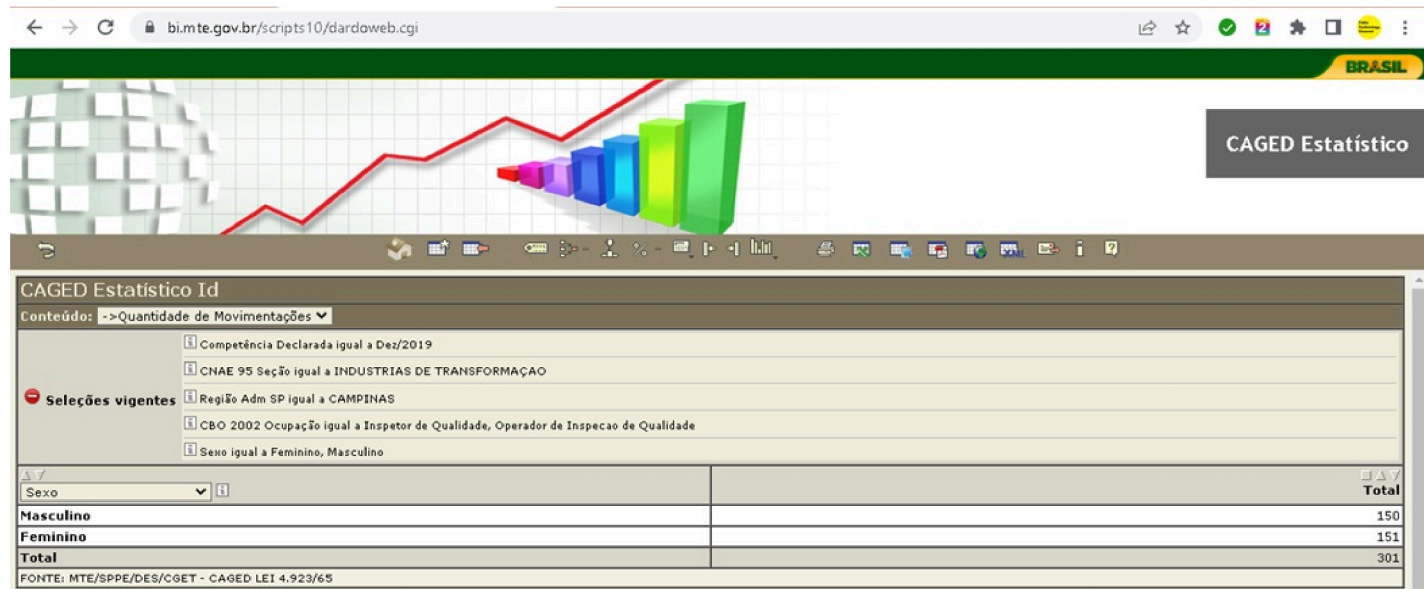 bi.mte.gov.br/scripts10/dardoweb.cgi
BRASIL
CAGED Estatístico
CAGED Estatístico Id
Conteúdo: ->Quantidade de Movimentações
Seleções vigentes
Competência Declarada igual a Dez/2019
CNAE 95 Seção igual a INDUSTRIAS DE TRANSFORMAÇAO
Região Adm SP igual a CAMPINAS
CBO 2002 Ocupação igual a Inspetor de Qualidade, Operador de Inspecao de Qualidade
Sexo igual a Feminino, Masculino
Sexo Total
Masculino 150
Feminino 151
Total 301
FONTE: MTE/SPPE/DES/CGET - CAGED LEI 4.923/65